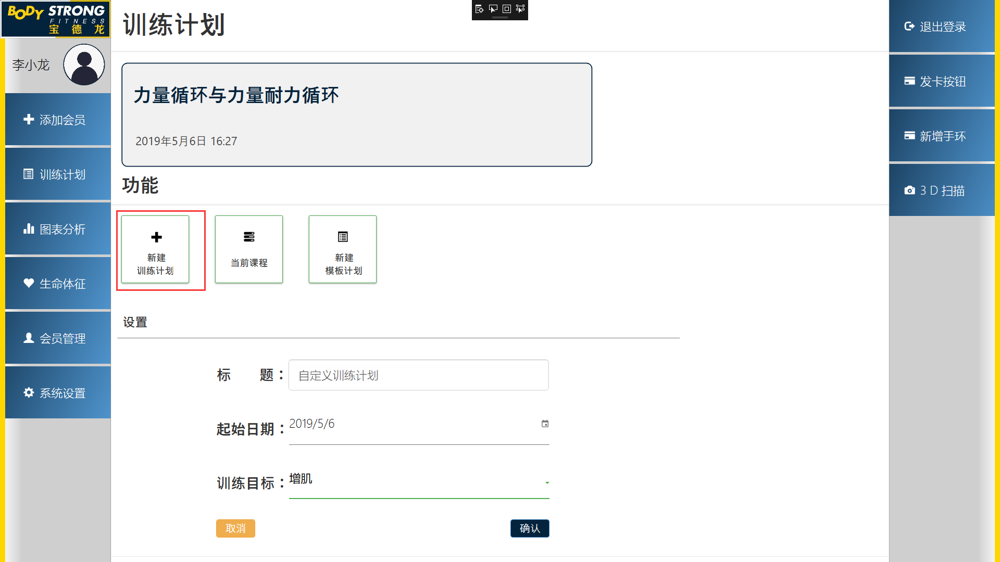 BODY STRONG
FITNESS
宝德龙
李小龙
添加会员
训练计划
图表分析
生命体征
会员管理
系统设置
训练计划
力量循环与力量耐力循环
2019年5月6日 16:27
功能
新建
训练计划
当前课程
新建
模板计划
设置
标 题：
自定义训练计划
起始日期：
2019/5/6
训练目标：
增肌
取消
确认
退出登录
发卡按钮
新增手环
3 D 扫描